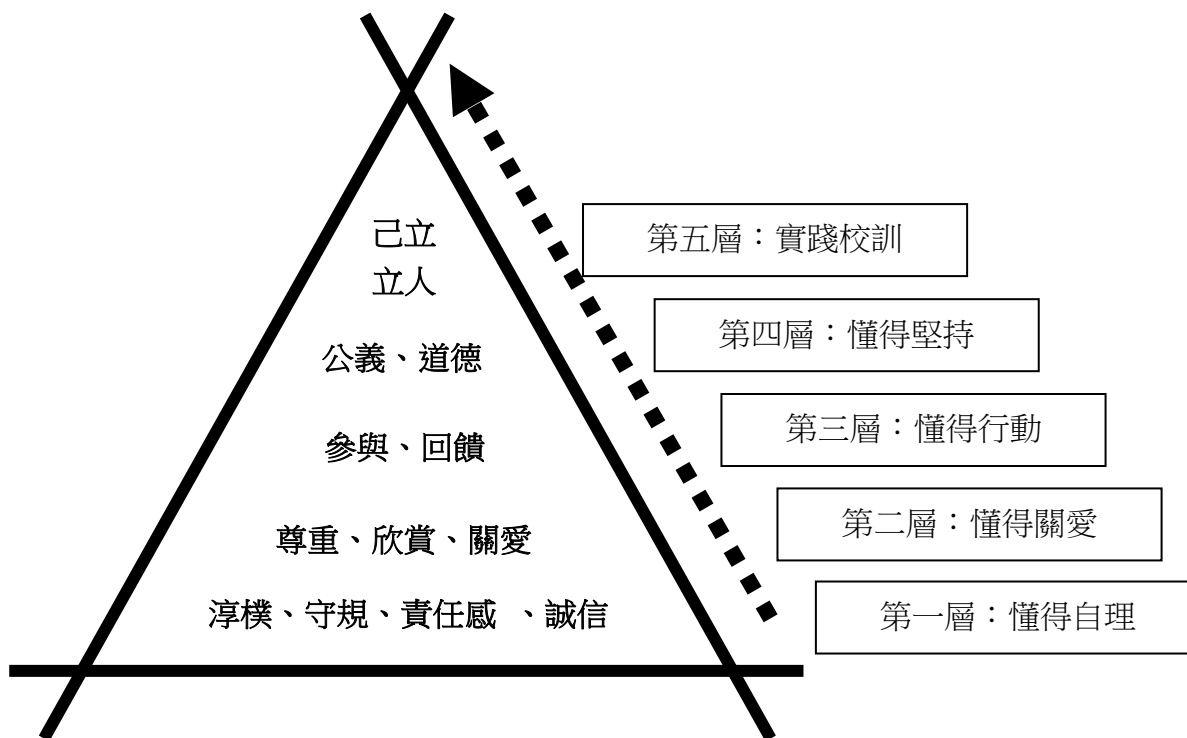 己立
立人
第五層：實踐校訓
公義、道德
第四層：懂得堅持
參與、回饋
第三層：懂得行動
尊重、欣賞、關愛
第二層：懂得關愛
淳樸、守規、責任感 、誠信
第一層：懂得自理